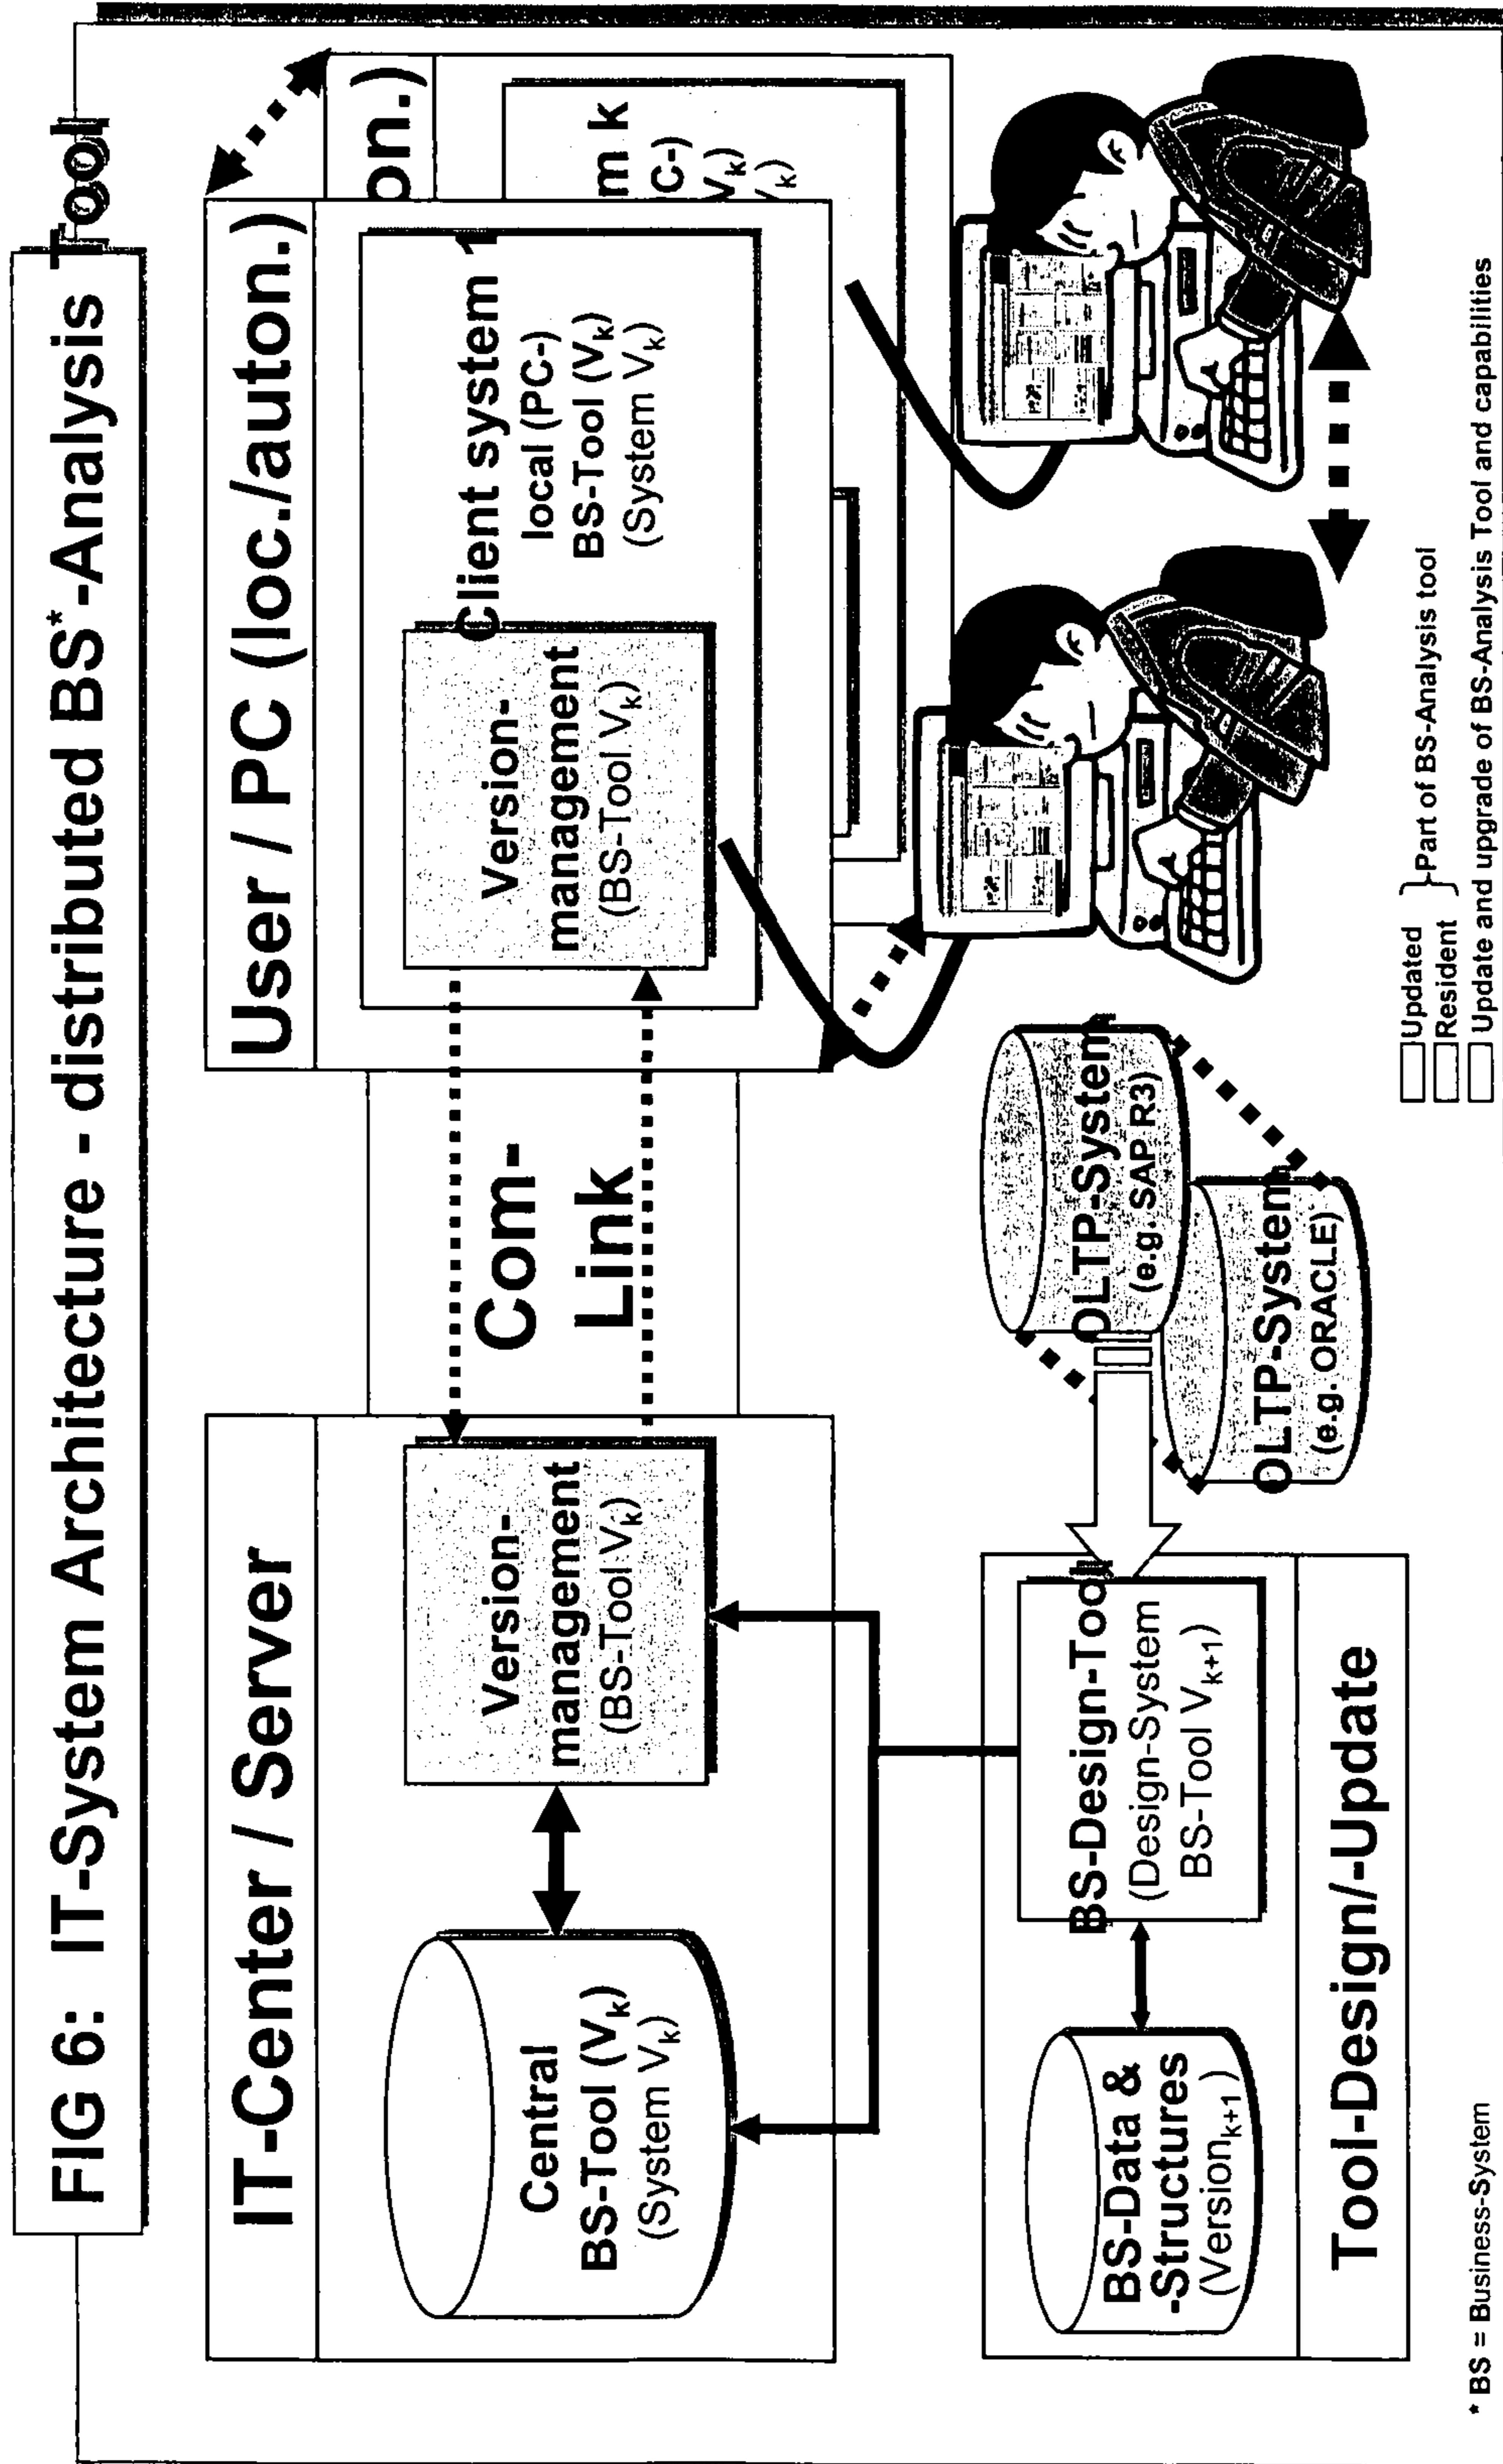 FIG 6: IT-System Architecture - distributed BS*-Analysis Tool
IT-Center / Server
Central
BS-Tool (Vk)
(System Vk)
Version-
management
(BS-Tool Vk)
Com-
Link
User / PC (loc./auton.)
Version-
management
(BS-Tool Vk)
Client system 1
local (PC-)
BS-Tool (Vk)
(System Vk)
on.)
m k
C-)
Vk)
Vk)
BS-Data &
-Structures
(Versionk+1)
BS-Design-Tool
(Design-System
BS-Tool Vk+1)
Tool-Design/-Update
OLTP-System
(e.g. SAP R3)
OLTP-System
(e.g. ORACLE)
Updated
Resident
Part of BS-Analysis tool
Update and upgrade of BS-Analysis Tool and capabilities
* BS = Business-System